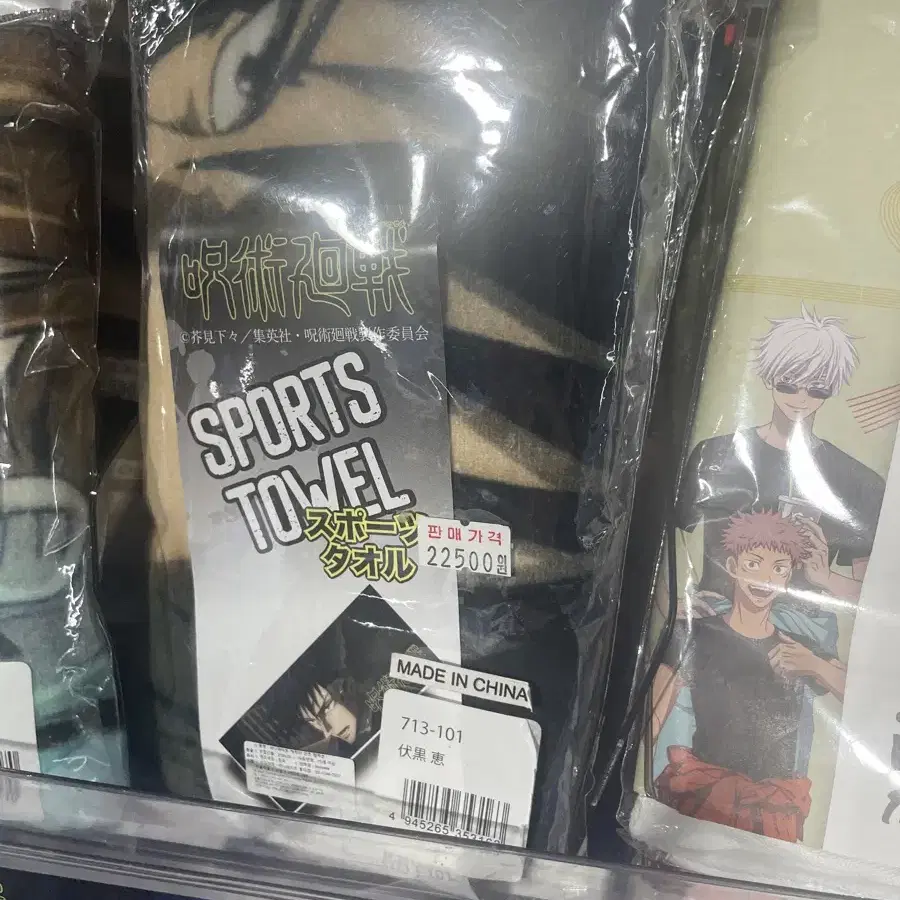 呪術廻戦
©芥見下々／集英社・呪術廻戦製作委員会
SPORTS
TOWEL
スポーツ
タオル
판매가격
22500원
MADE IN CHINA
713-101
伏黒 恵